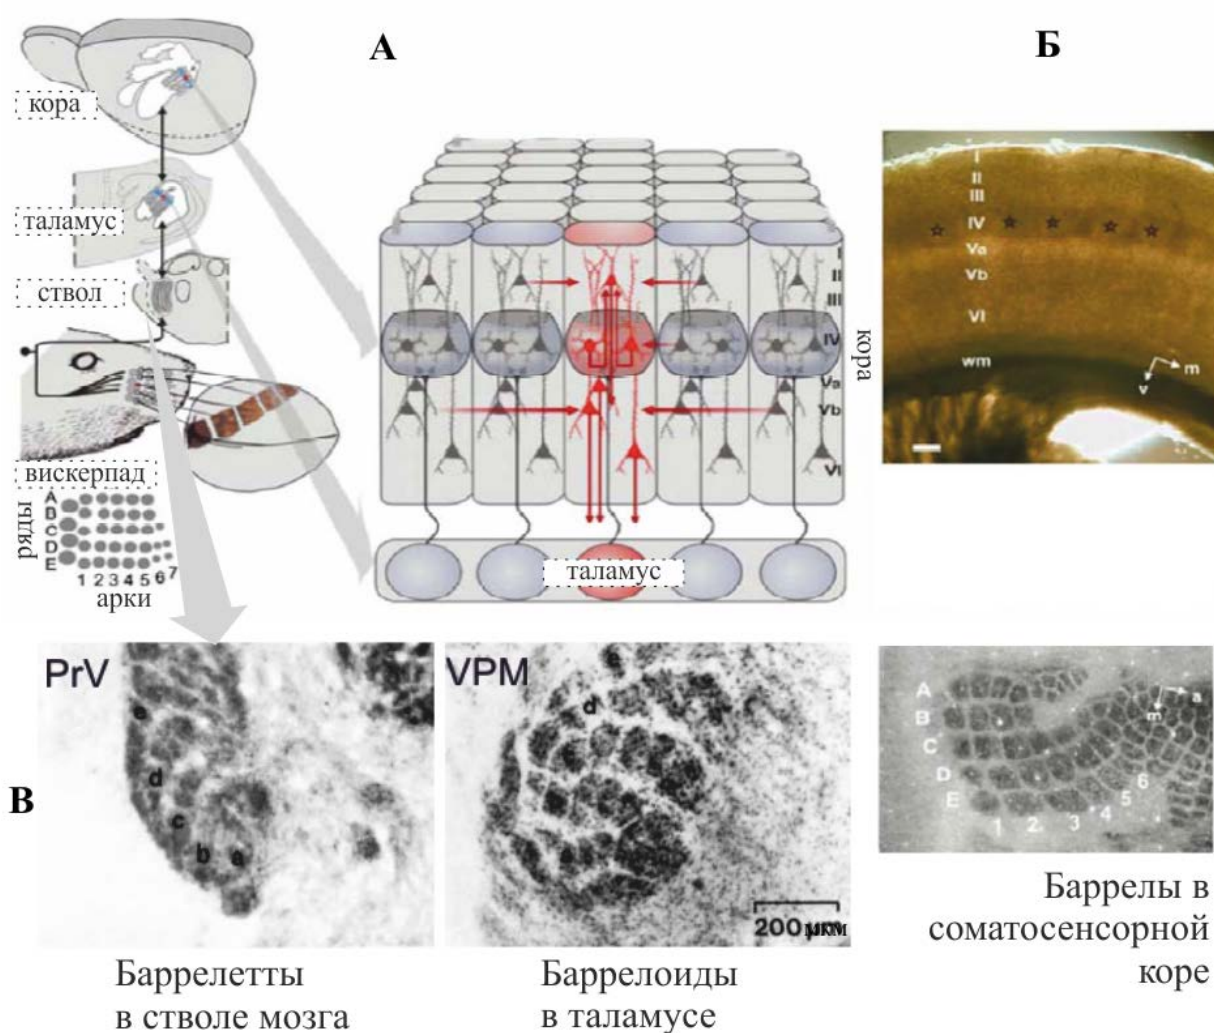 А
Б
кора
таламус
ствол
вискерпад
ряды
A
B
C
D
E
1 2 3 4 5 6 7
арки
I
II
III
IV
Va
Vb
VI
кора
таламус
I
II
III
IV
Va
Vb
VI
wm
m
v
В
PrV
e
d
c
b
a
VPM
d
a
200 μm
мкм
A
B
C
D
E
1 2 3 4 5 6
a
m
Баррелетты
в стволе мозга
Баррелоиды
в таламусе
Баррелы в
соматосенсорной
коре